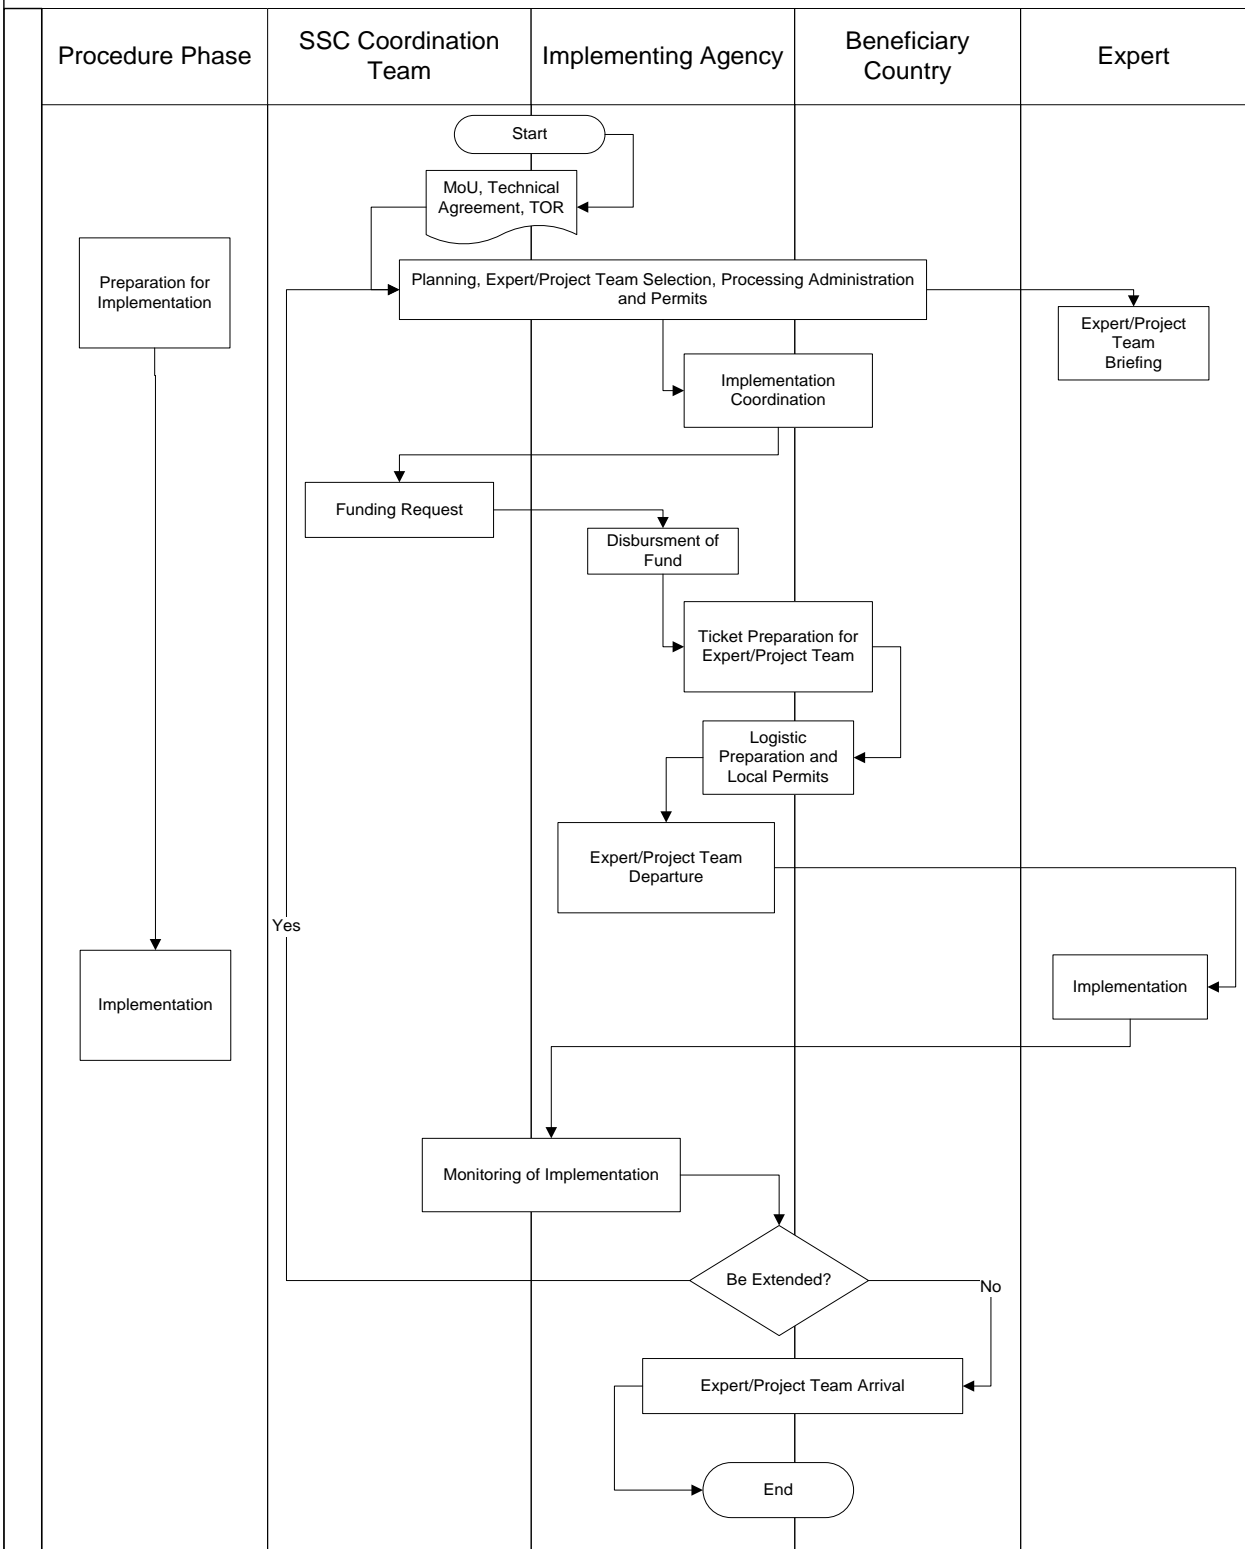 Procedure Phase
SSC Coordination
Team
Implementing Agency
Beneficiary
Country
Expert
Start
MoU, Technical
Agreement, TOR
Preparation for
Implementation
Planning, Expert/Project Team Selection, Processing Administration
and Permits
Expert/Project
Team
Briefing
Implementation
Coordination
Funding Request
Disbursment of
Fund
Ticket Preparation for
Expert/Project Team
Logistic
Preparation and
Local Permits
Expert/Project Team
Departure
Yes
Implementation
Implementation
Monitoring of Implementation
Be Extended?
No
Expert/Project Team Arrival
End